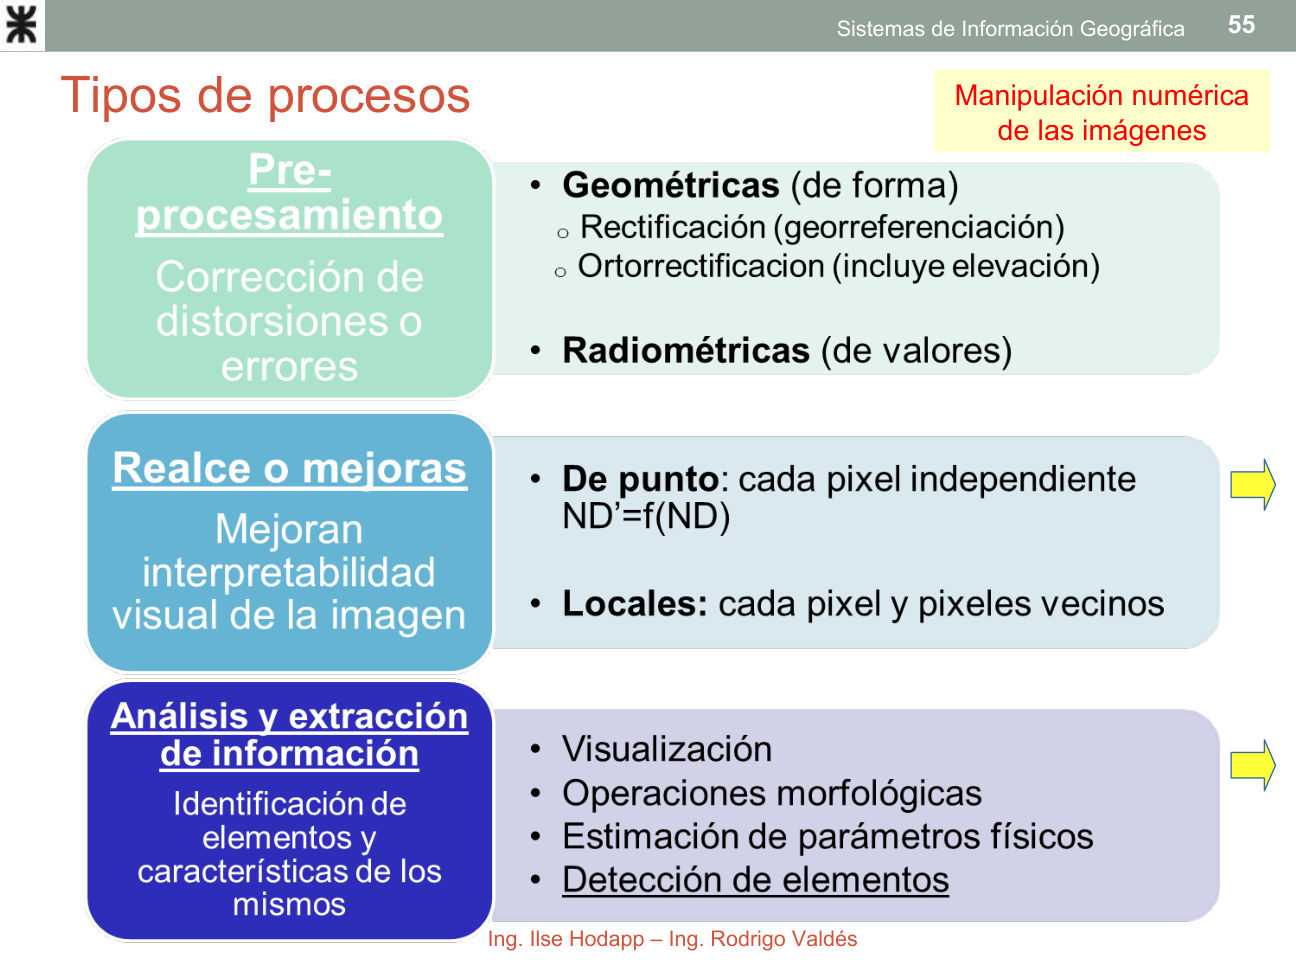 Sistemas de Información Geográfica
55
Tipos de procesos
Manipulación numérica
de las imágenes
Pre-
procesamiento
Corrección de
distorsiones o
errores
• Geométricas (de forma)
o Rectificación (georreferenciación)
o Ortorrectificacion (incluye elevación)
• Radiométricas (de valores)
Realce o mejoras
Mejoran
interpretabilidad
visual de la imagen
• De punto: cada pixel independiente
ND’=f(ND)
• Locales: cada pixel y pixeles vecinos
Análisis y extracción
de información
Identificación de
elementos y
características de los
mismos
• Visualización
• Operaciones morfológicas
• Estimación de parámetros físicos
• Detección de elementos
Ing. Ilse Hodapp – Ing. Rodrigo Valdés